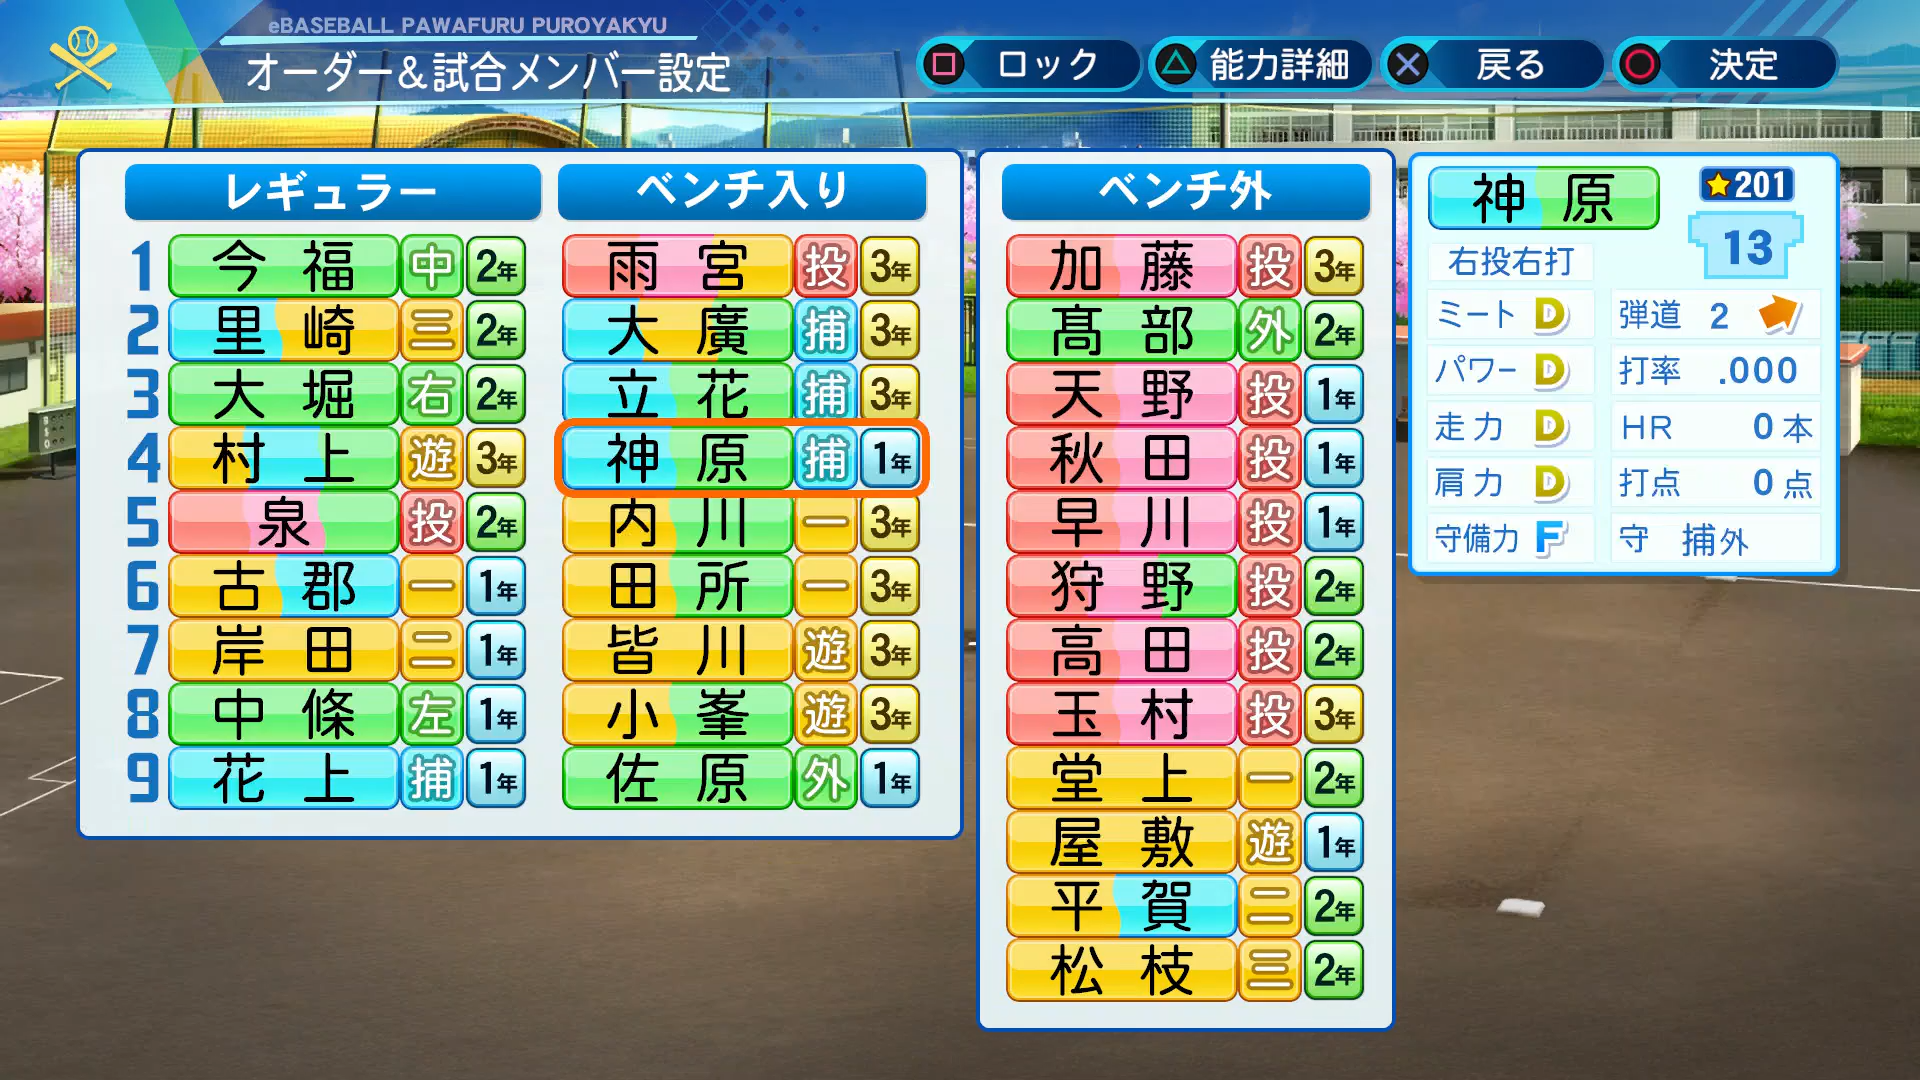 eBASEBALL PAWAFURU PUROYAKYU
オーダー＆試合メンバー設定
ロック
能力詳細
戻る
決定
レギュラー
1 今福 中 2年
2 里崎 三 2年
3 大堀 右 2年
4 村上 遊 3年
5 泉 投 2年
6 古郡 一 1年
7 岸田 二 1年
8 中條 左 1年
9 花上 捕 1年
ベンチ入り
雨宮 投 3年
大廣 捕 3年
立花 捕 3年
神原 捕 1年
内川 一 3年
田所 一 3年
皆川 遊 3年
小峯 遊 3年
佐原 外 1年
ベンチ外
加藤 投 3年
髙部 外 2年
天野 投 1年
秋田 投 1年
早川 投 1年
狩野 投 2年
高田 投 2年
玉村 投 3年
堂上 一 2年
屋敷 遊 1年
平賀 二 2年
松枝 三 2年
神原
★201
13
右投右打
ミート D
弾道 2
パワー D
打率 .000
走力 D
HR 0本
肩力 D
打点 0点
守備力 F
守 捕外